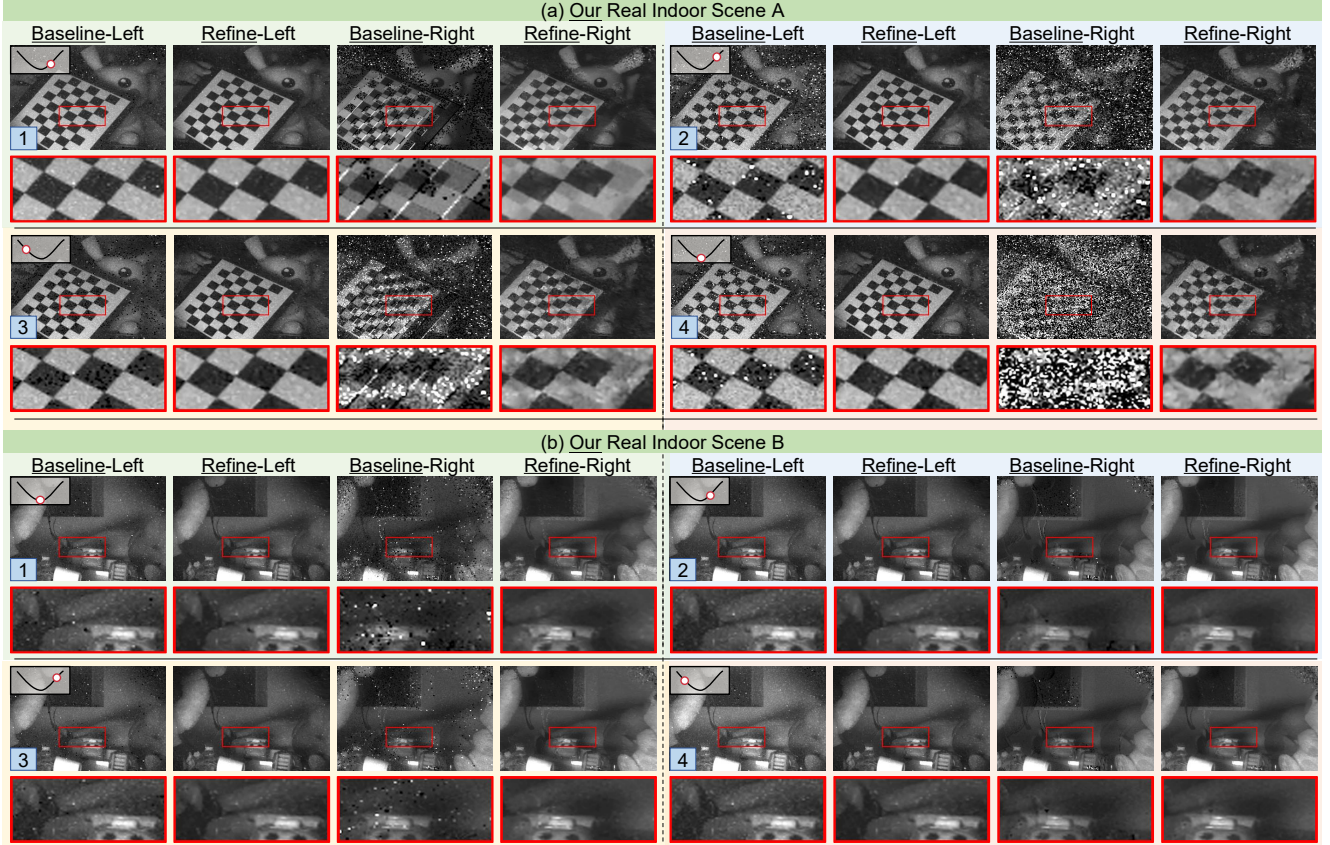 (a) Our Real Indoor Scene A
Baseline-Left Refine-Left Baseline-Right Refine-Right Baseline-Left Refine-Left Baseline-Right Refine-Right
1 2
3 4
(b) Our Real Indoor Scene B
Baseline-Left Refine-Left Baseline-Right Refine-Right Baseline-Left Refine-Left Baseline-Right Refine-Right
1 2
3 4